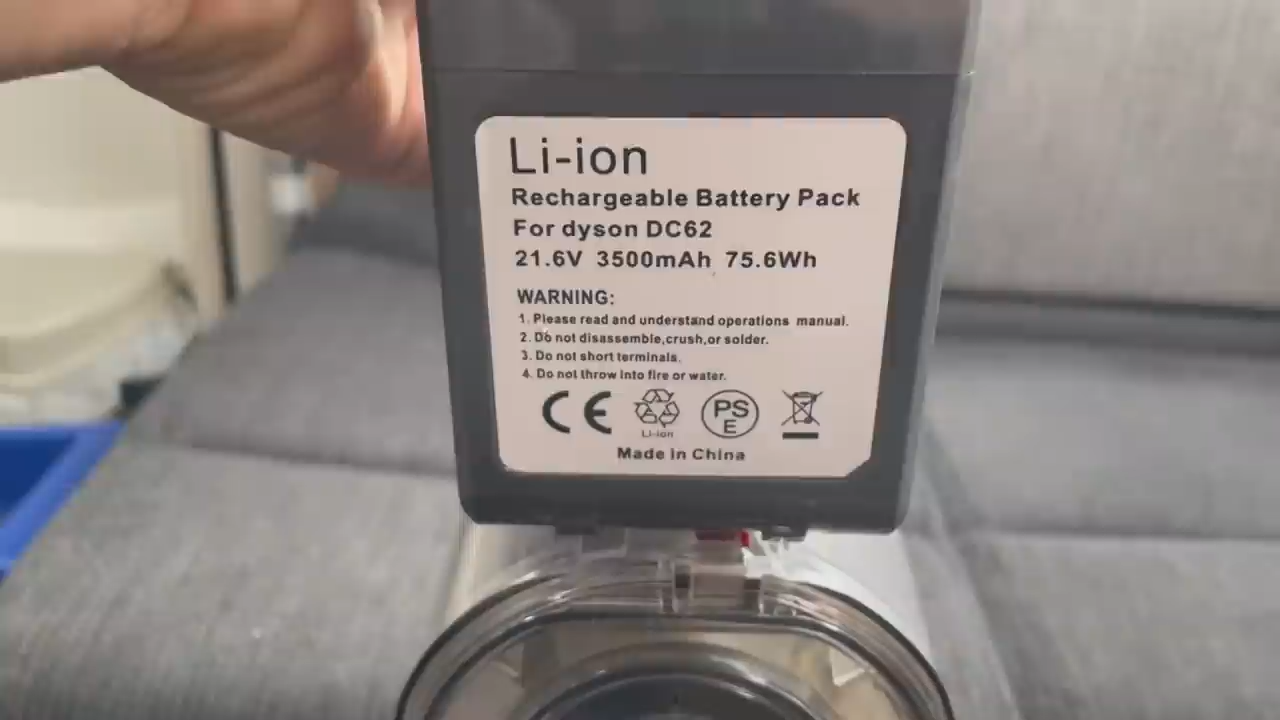 Li-ion
Rechargeable Battery Pack
For dyson DC62
21.6V 3500mAh 75.6Wh
WARNING:
1. Please read and understand operations manual.
2. Do not disassemble,crush,or solder.
3. Do not short terminals.
4. Do not throw into fire or water.
CE
PS
E
Li-ion
Made in China